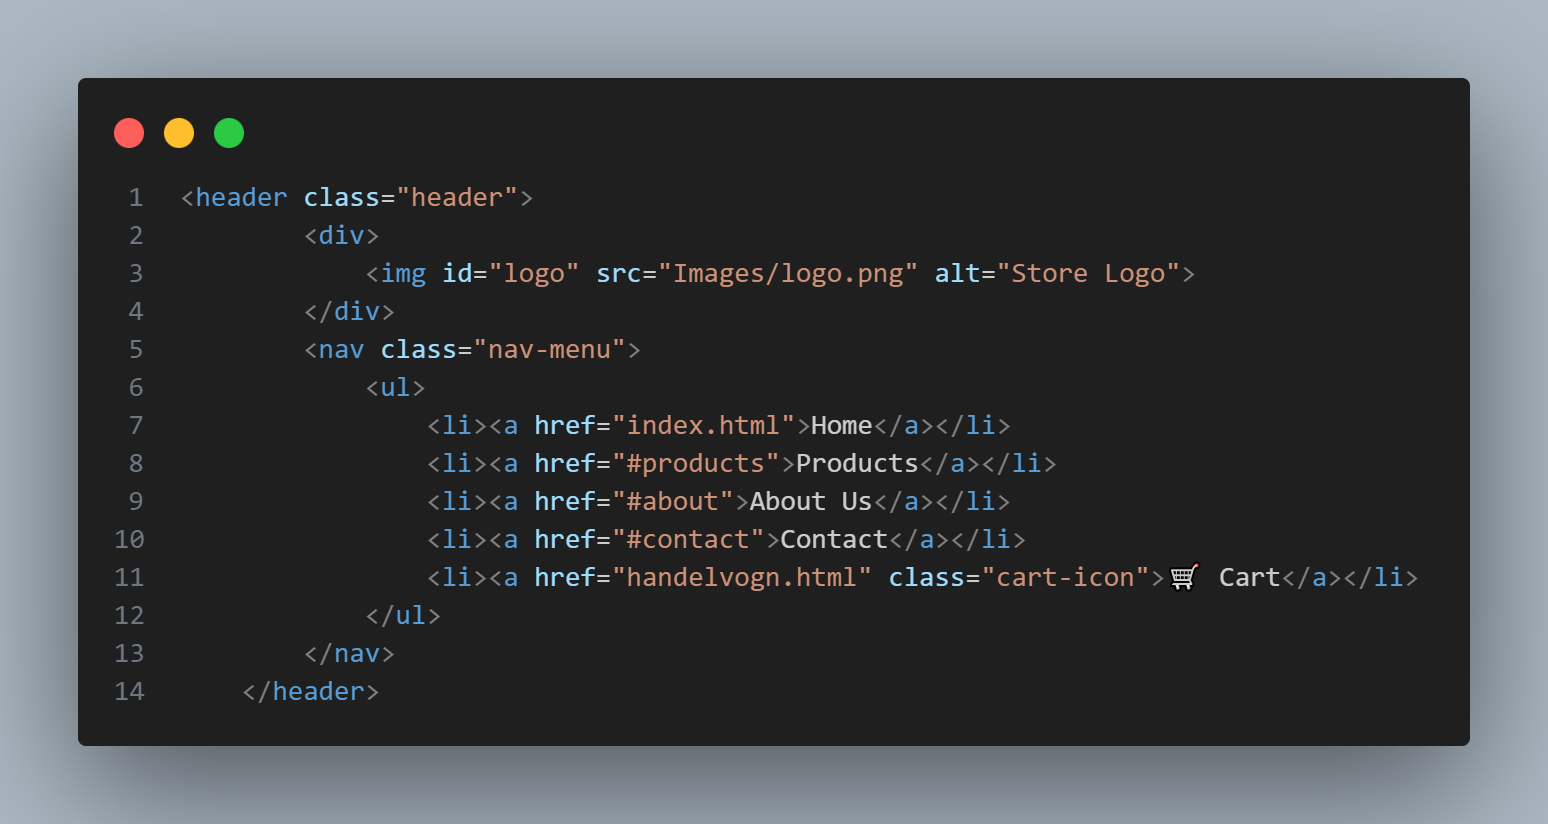 1 <header class="header">
2         <div>
3             <img id="logo" src="Images/logo.png" alt="Store Logo">
4         </div>
5         <nav class="nav-menu">
6             <ul>
7                 <li><a href="index.html">Home</a></li>
8                 <li><a href="#products">Products</a></li>
9                 <li><a href="#about">About Us</a></li>
10                 <li><a href="#contact">Contact</a></li>
11                 <li><a href="handelvogn.html" class="cart-icon">🛒 Cart</a></li>
12             </ul>
13         </nav>
14     </header>